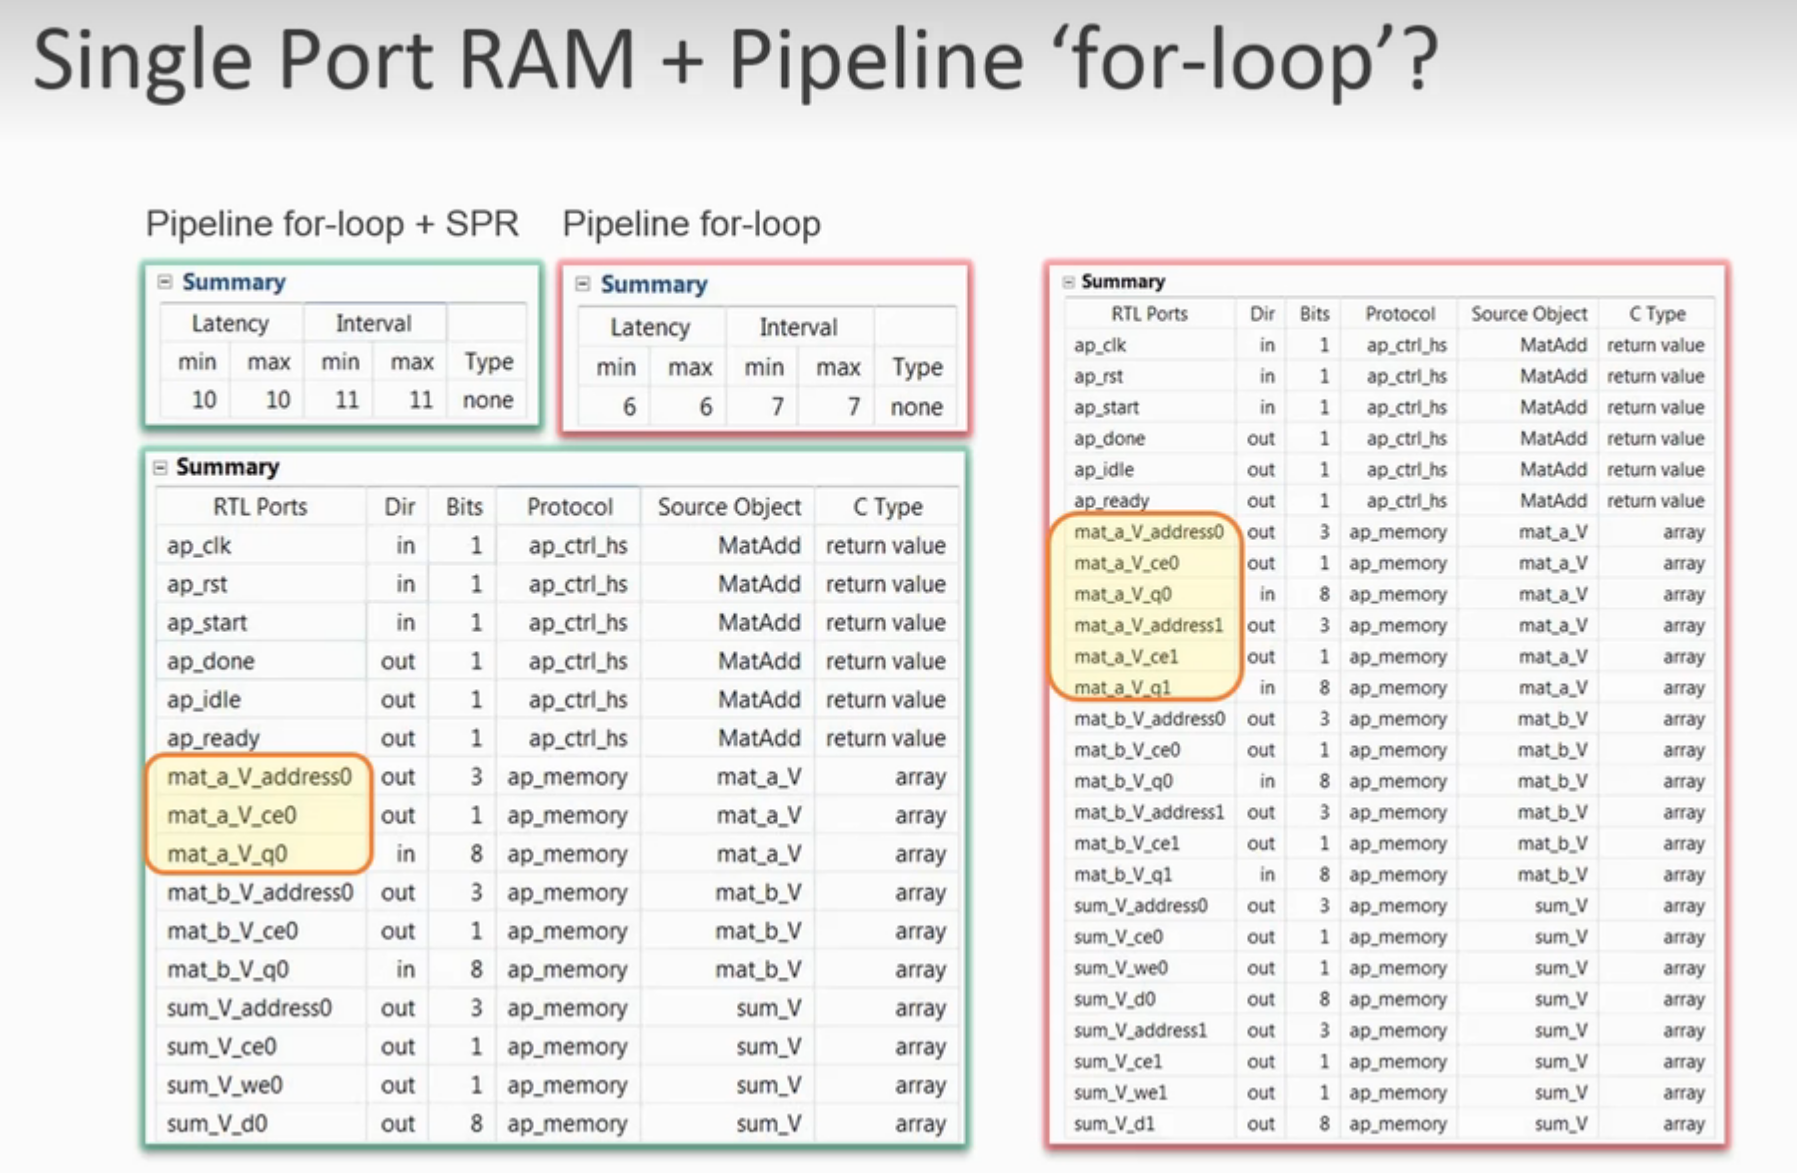 Single Port RAM + Pipeline ‘for-loop’?
Pipeline for-loop + SPR
Summary
Latency Interval
min max min max Type
10 10 11 11 none
Pipeline for-loop
Summary
Latency Interval
min max min max Type
6 6 7 7 none
Summary
RTL Ports Dir Bits Protocol Source Object C Type
ap_clk in 1 ap_ctrl_hs MatAdd return value
ap_rst in 1 ap_ctrl_hs MatAdd return value
ap_start in 1 ap_ctrl_hs MatAdd return value
ap_done out 1 ap_ctrl_hs MatAdd return value
ap_idle out 1 ap_ctrl_hs MatAdd return value
ap_ready out 1 ap_ctrl_hs MatAdd return value
mat_a_V_address0 out 3 ap_memory mat_a_V array
mat_a_V_ce0 out 1 ap_memory mat_a_V array
mat_a_V_q0 in 8 ap_memory mat_a_V array
mat_b_V_address0 out 3 ap_memory mat_b_V array
mat_b_V_ce0 out 1 ap_memory mat_b_V array
mat_b_V_q0 in 8 ap_memory mat_b_V array
sum_V_address0 out 3 ap_memory sum_V array
sum_V_ce0 out 1 ap_memory sum_V array
sum_V_we0 out 1 ap_memory sum_V array
sum_V_d0 out 8 ap_memory sum_V array
Summary
RTL Ports Dir Bits Protocol Source Object C Type
ap_clk in 1 ap_ctrl_hs MatAdd return value
ap_rst in 1 ap_ctrl_hs MatAdd return value
ap_start in 1 ap_ctrl_hs MatAdd return value
ap_done out 1 ap_ctrl_hs MatAdd return value
ap_idle out 1 ap_ctrl_hs MatAdd return value
ap_ready out 1 ap_ctrl_hs MatAdd return value
mat_a_V_address0 out 3 ap_memory mat_a_V array
mat_a_V_ce0 out 1 ap_memory mat_a_V array
mat_a_V_q0 in 8 ap_memory mat_a_V array
mat_a_V_address1 out 3 ap_memory mat_a_V array
mat_a_V_ce1 out 1 ap_memory mat_a_V array
mat_a_V_q1 in 8 ap_memory mat_a_V array
mat_b_V_address0 out 3 ap_memory mat_b_V array
mat_b_V_ce0 out 1 ap_memory mat_b_V array
mat_b_V_q0 in 8 ap_memory mat_b_V array
mat_b_V_address1 out 3 ap_memory mat_b_V array
mat_b_V_ce1 out 1 ap_memory mat_b_V array
mat_b_V_q1 in 8 ap_memory mat_b_V array
sum_V_address0 out 3 ap_memory sum_V array
sum_V_ce0 out 1 ap_memory sum_V array
sum_V_we0 out 1 ap_memory sum_V array
sum_V_d0 out 8 ap_memory sum_V array
sum_V_address1 out 3 ap_memory sum_V array
sum_V_ce1 out 1 ap_memory sum_V array
sum_V_we1 out 1 ap_memory sum_V array
sum_V_d1 out 8 ap_memory sum_V array